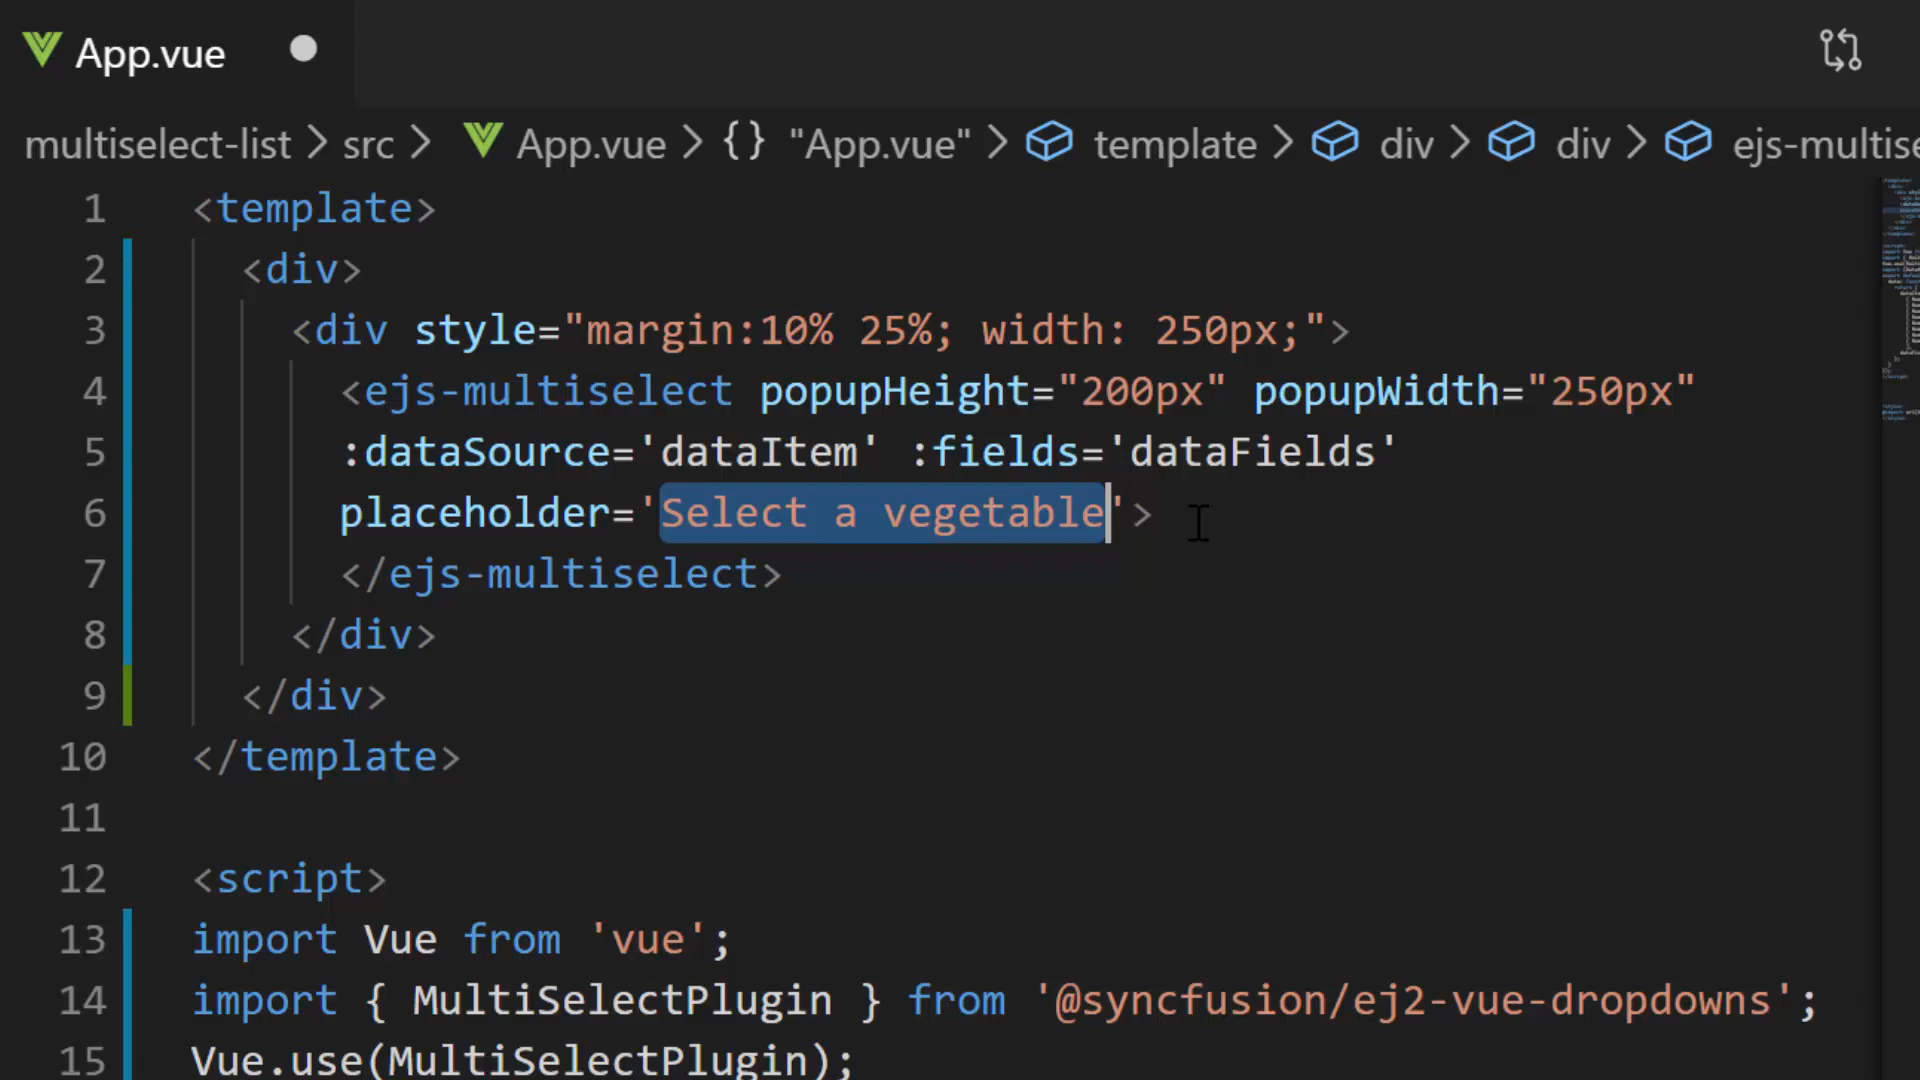 App.vue
multiselect-list > src > App.vue > {} "App.vue" > template > div > div > ejs-multise
1 <template>
2 <div>
3 <div style="margin:10% 25%; width: 250px;">
4 <ejs-multiselect popupHeight="200px" popupWidth="250px"
5 :dataSource='dataItem' :fields='dataFields'
6 placeholder='Select a vegetable'>
7 </ejs-multiselect>
8 </div>
9 </div>
10 </template>
11
12 <script>
13 import Vue from 'vue';
14 import { MultiSelectPlugin } from '@syncfusion/ej2-vue-dropdowns';
15 Vue.use(MultiSelectPlugin);